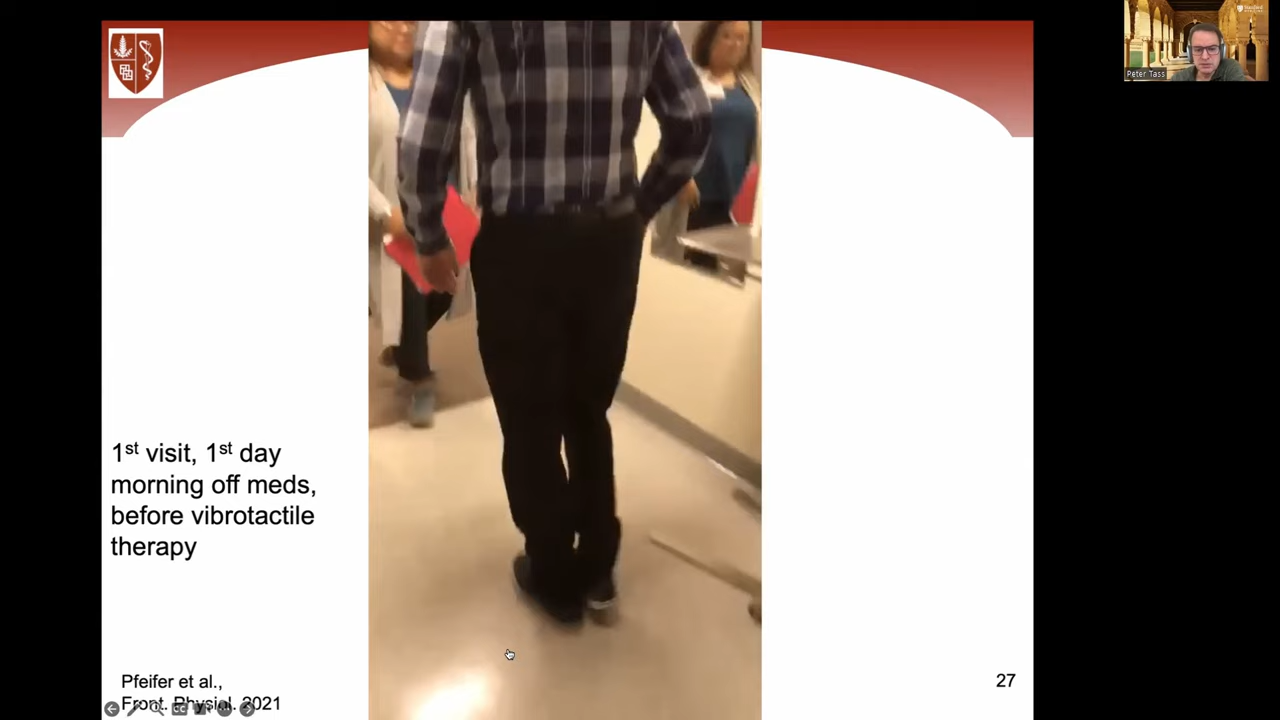 Peter Tass
1st visit, 1st day
morning off meds,
before vibrotactile
therapy
Pfeifer et al.,
Front. Physiol. 2021
27